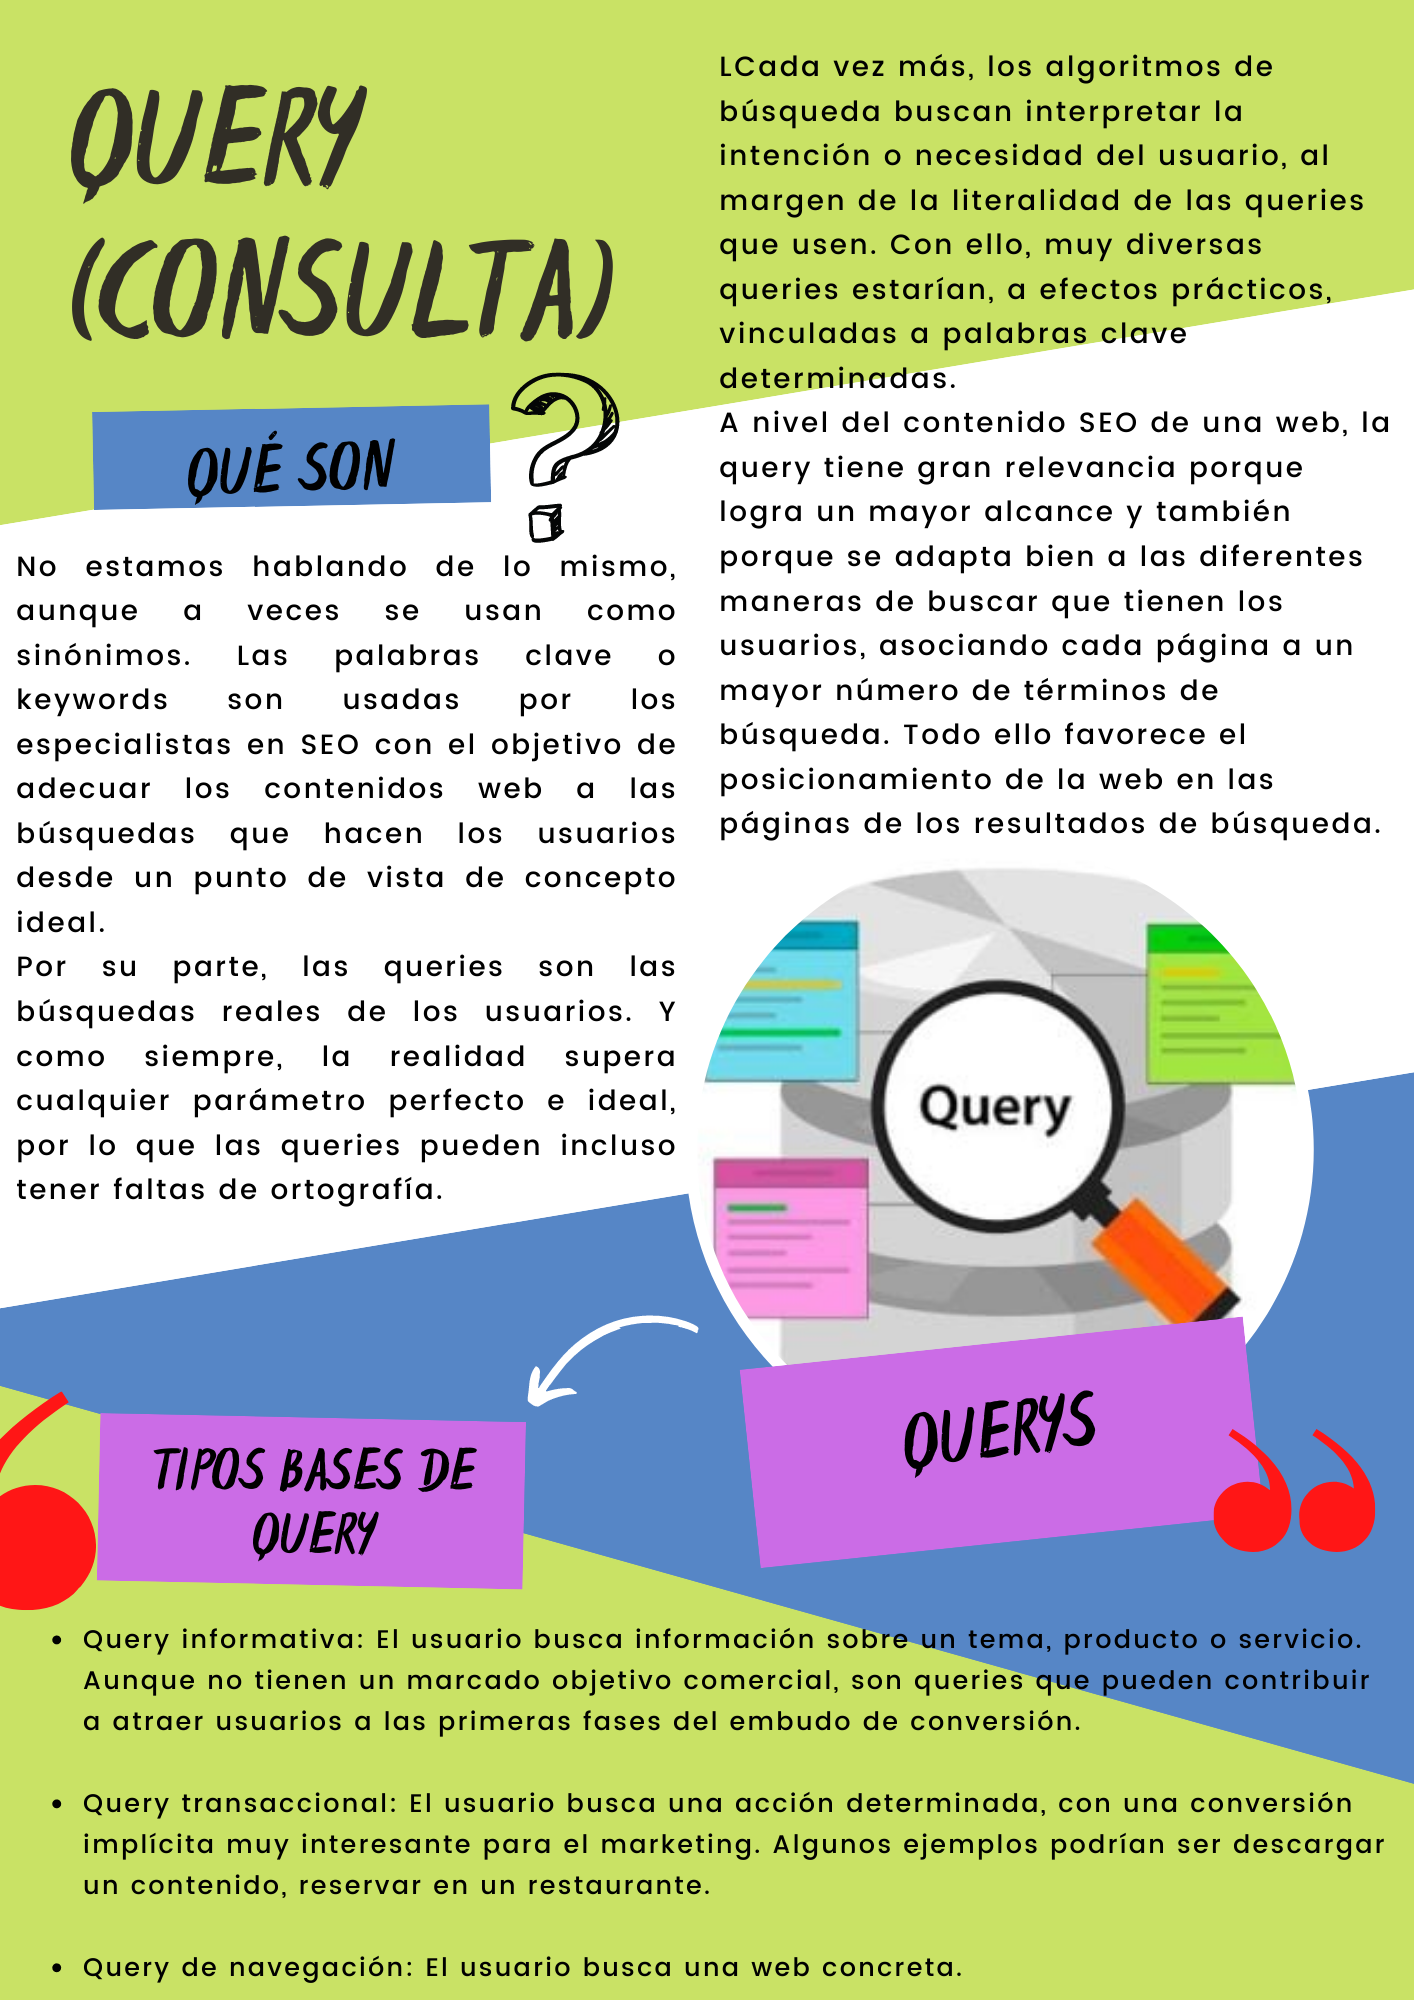 QUERY
(CONSULTA)
QUÉ SON
?
No estamos hablando de lo mismo,
aunque a veces se usan como
sinónimos. Las palabras clave o
keywords son usadas por los
especialistas en SEO con el objetivo de
adecuar los contenidos web a las
búsquedas que hacen los usuarios
desde un punto de vista de concepto
ideal.
Por su parte, las queries son las
búsquedas reales de los usuarios. Y
como siempre, la realidad supera
cualquier parámetro perfecto e ideal,
por lo que las queries pueden incluso
tener faltas de ortografía.
LCada vez más, los algoritmos de
búsqueda buscan interpretar la
intención o necesidad del usuario, al
margen de la literalidad de las queries
que usen. Con ello, muy diversas
queries estarían, a efectos prácticos,
vinculadas a palabras clave
determinadas.
A nivel del contenido SEO de una web, la
query tiene gran relevancia porque
logra un mayor alcance y también
porque se adapta bien a las diferentes
maneras de buscar que tienen los
usuarios, asociando cada página a un
mayor número de términos de
búsqueda. Todo ello favorece el
posicionamiento de la web en las
páginas de los resultados de búsqueda.
Query
QUERYS
TIPOS BASES DE
QUERY
• Query informativa: El usuario busca información sobre un tema, producto o servicio.
Aunque no tienen un marcado objetivo comercial, son queries que pueden contribuir
a atraer usuarios a las primeras fases del embudo de conversión.
• Query transaccional: El usuario busca una acción determinada, con una conversión
implícita muy interesante para el marketing. Algunos ejemplos podrían ser descargar
un contenido, reservar en un restaurante.
• Query de navegación: El usuario busca una web concreta.